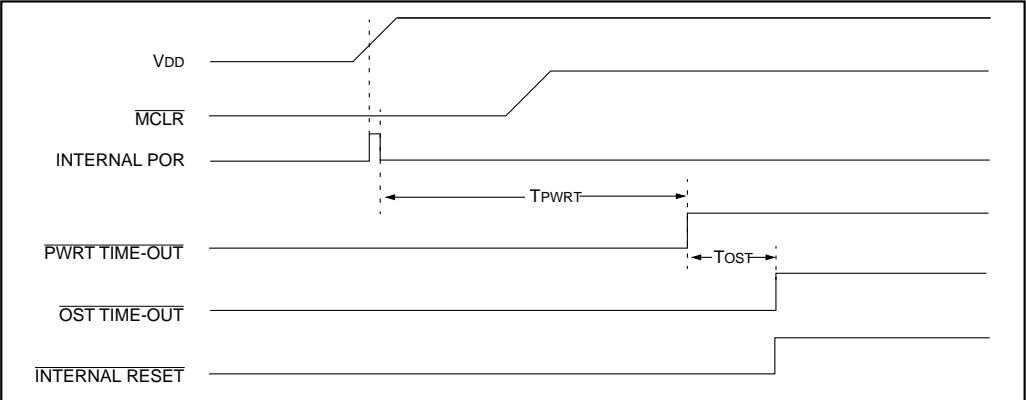 VDD
MCLR
INTERNAL POR
TPWRT
PWRT TIME-OUT
TOST
OST TIME-OUT
INTERNAL RESET